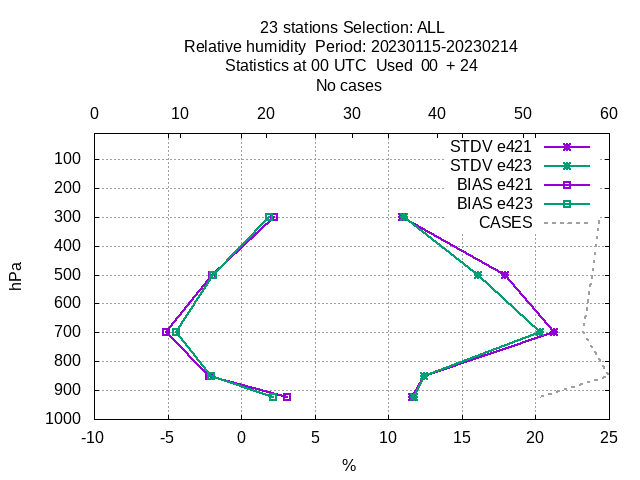 23 stations Selection: ALL
Relative humidity  Period: 20230115-20230214
Statistics at 00 UTC  Used  00  + 24
No cases
0 10 20 30 40 50 60
STDV e421
STDV e423
BIAS e421
BIAS e423
CASES
100
200
300
400
500
600
700
800
900
1000
hPa
-10 -5 0 5 10 15 20 25
%